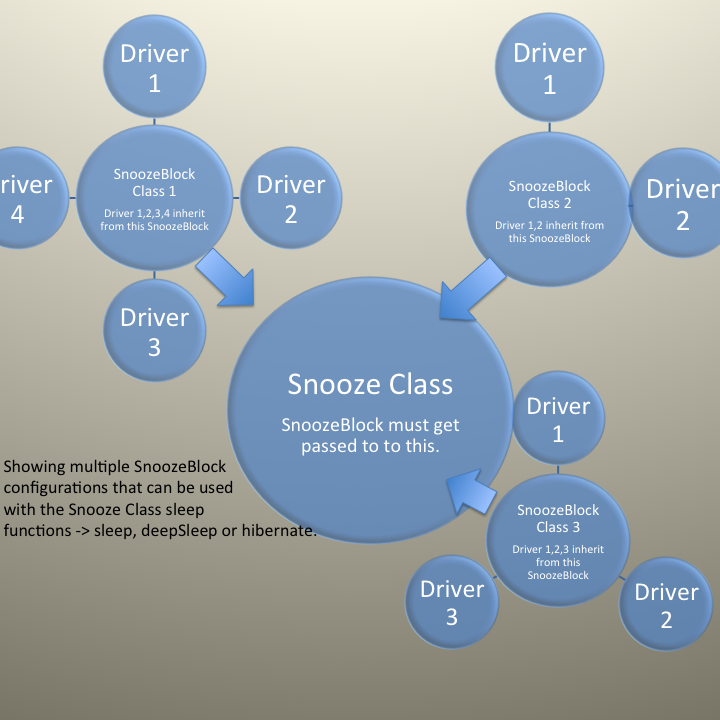 Driver
1
SnoozeBlock
Class 1
Driver 1,2,3,4 inherit
from this SnoozeBlock
river
4
Driver
2
Driver
3
Driver
1
SnoozeBlock
Class 2
Driver 1,2 inherit from
this SnoozeBlock
Driver
2
Snooze Class
SnoozeBlock must get
passed to to this.
Showing multiple SnoozeBlock
configurations that can be used
with the Snooze Class sleep
functions -> sleep, deepSleep or hibernate.
Driver
1
SnoozeBlock
Class 3
Driver 1,2,3 inherit
from this
SnoozeBlock
Driver
3
Driver
2